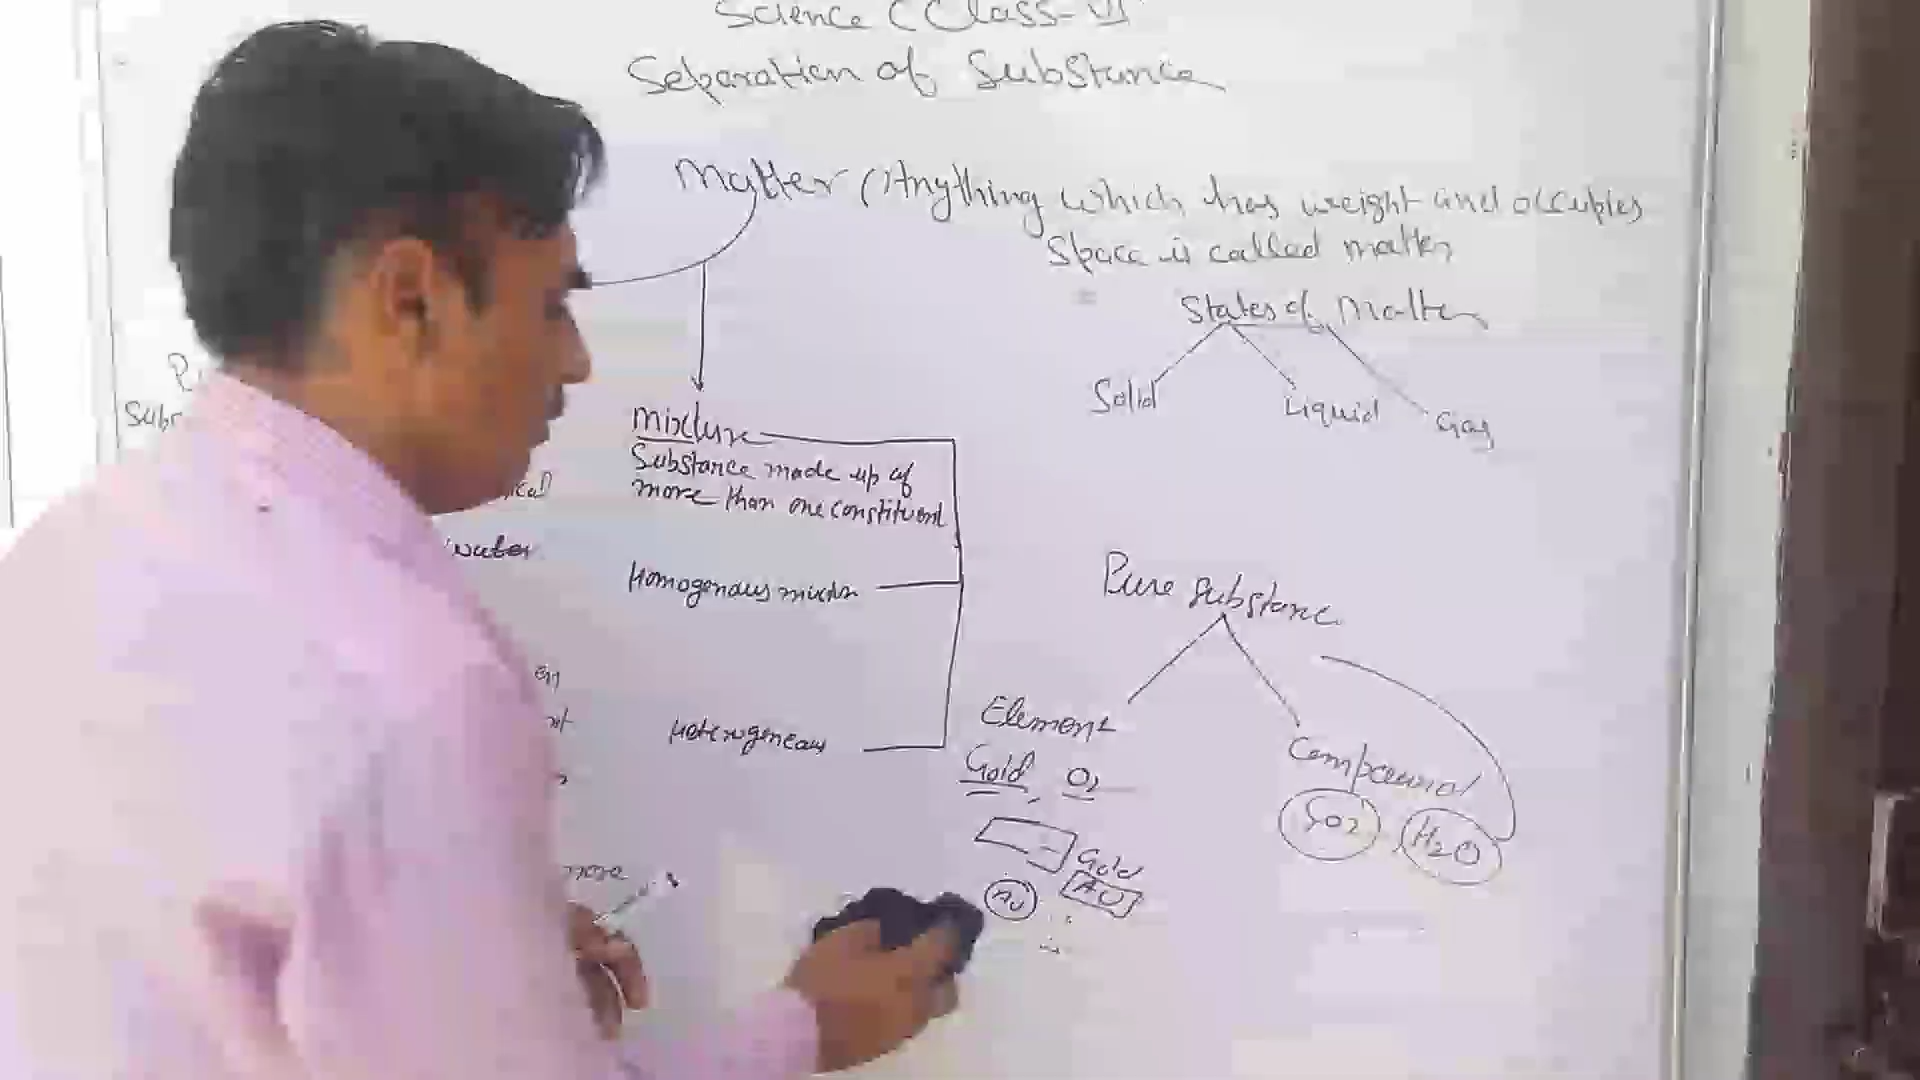 Science (Class-VI
Separation of Substance
Matter (Anything which has weight and occupies
Space is called matter
States of Matter
Solid
Liquid
Gas
Mixture
Substance made up of
more than one constituent
water
Homogenous
Heterogeneous
more
Pure Substance
Element
Gold, O2
Gold
Au
Au
Compound
SO2, H2O